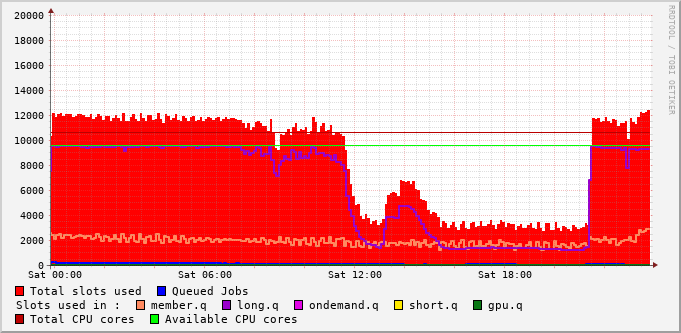 20000
18000
16000
14000
12000
10000
8000
6000
4000
2000
0
Sat 00:00 Sat 06:00 Sat 12:00 Sat 18:00
Total slots used Queued Jobs
Slots used in : member.q long.q ondemand.q short.q gpu.q
Total CPU cores Available CPU cores
RRDTOOL / TOBI OETIKER